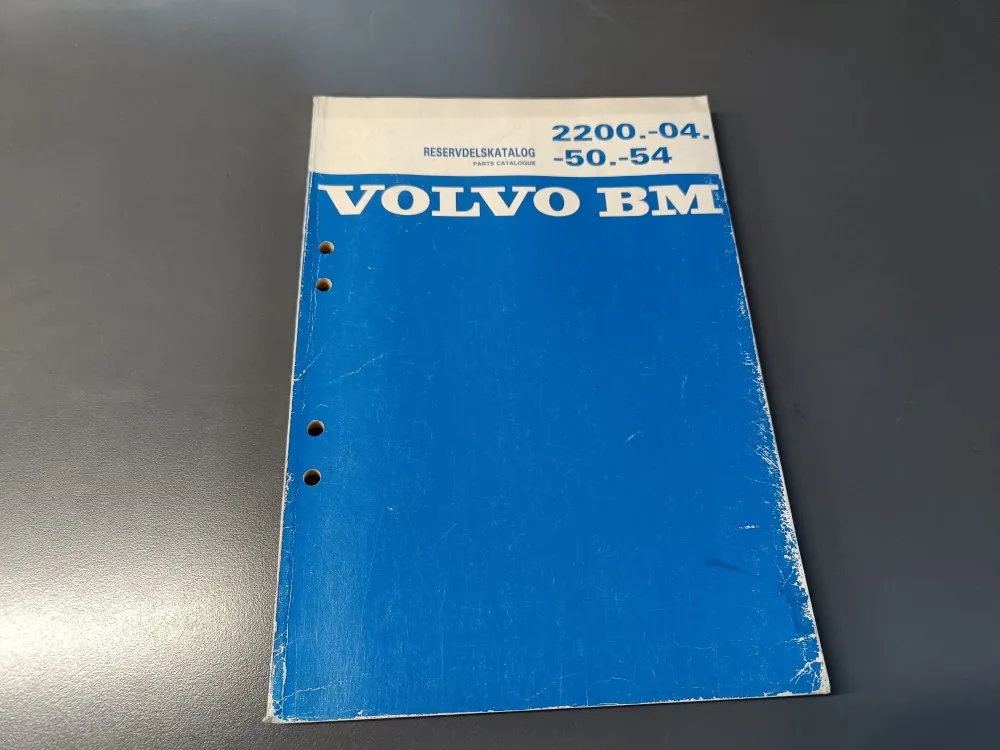 2200.-04.
-50.-54
RESERVDELSKATALOG
PARTS CATALOGUE
VOLVO BM